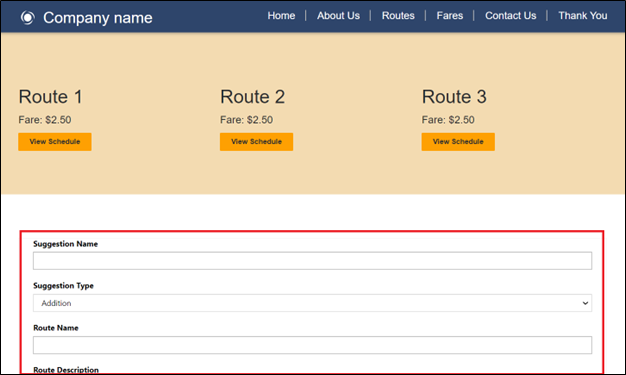 Company name
Home | About Us | Routes | Fares | Contact Us | Thank You
Route 1
Fare: $2.50
View Schedule
Route 2
Fare: $2.50
View Schedule
Route 3
Fare: $2.50
View Schedule
Suggestion Name
Suggestion Type
Addition
Route Name
Route Description